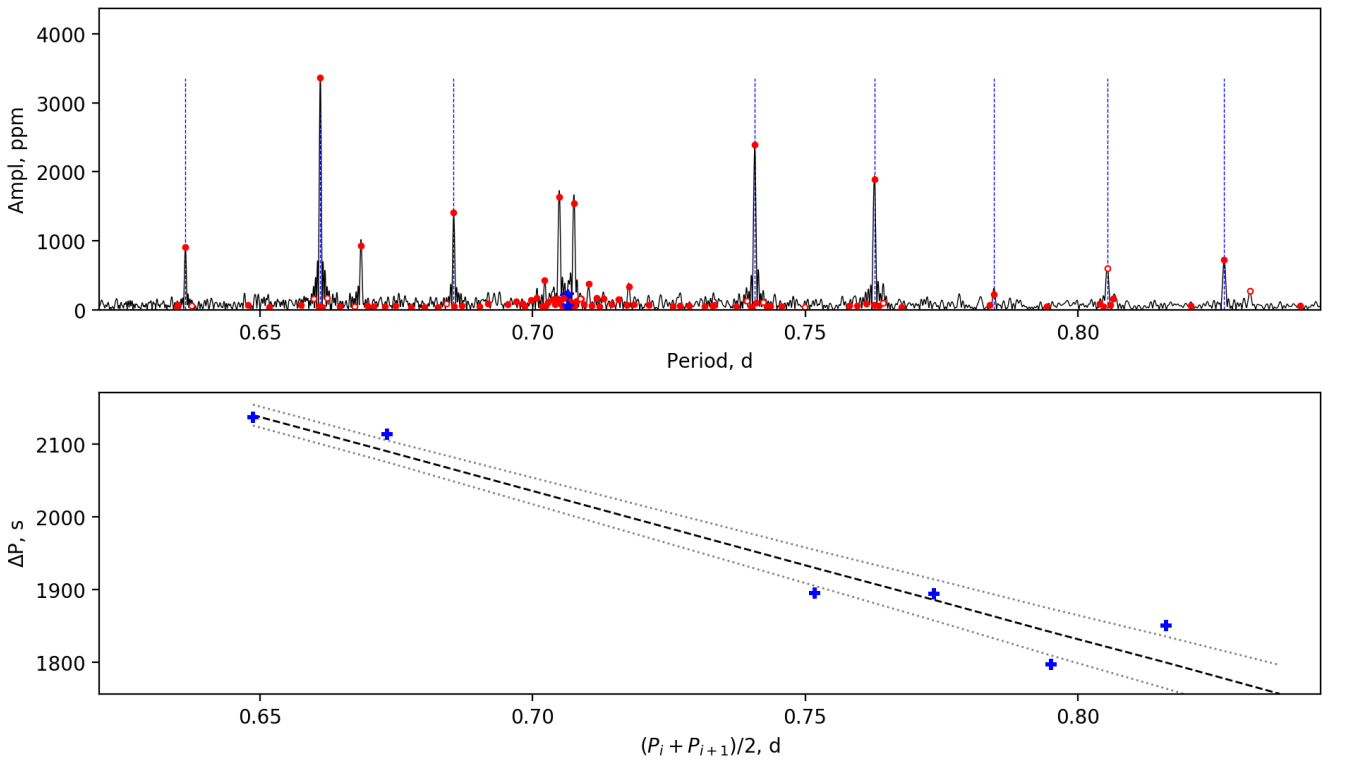 4000
3000
2000
1000
0
Ampl, ppm
0.65 0.70 0.75 0.80
Period, d
2100
2000
1900
1800
ΔP, s
0.65 0.70 0.75 0.80
(P_i + P_{i+1})/2, d